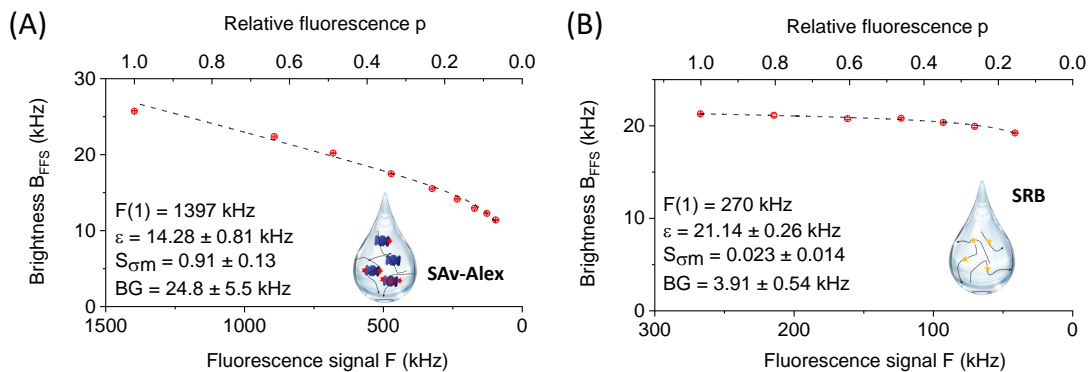 (A)
Relative fluorescence p
1.0 0.8 0.6 0.4 0.2 0.0
30
20
10
0
Brightness B_FFS (kHz)
F(1) = 1397 kHz
ε = 14.28 ± 0.81 kHz
S_σm = 0.91 ± 0.13
BG = 24.8 ± 5.5 kHz
SAv-Alex
1500 1000 500 0
Fluorescence signal F (kHz)
(B)
Relative fluorescence p
1.0 0.8 0.6 0.4 0.2 0.0
20
10
0
Brightness B_FFS (kHz)
F(1) = 270 kHz
ε = 21.14 ± 0.26 kHz
S_σm = 0.023 ± 0.014
BG = 3.91 ± 0.54 kHz
SRB
300 200 100 0
Fluorescence signal F (kHz)